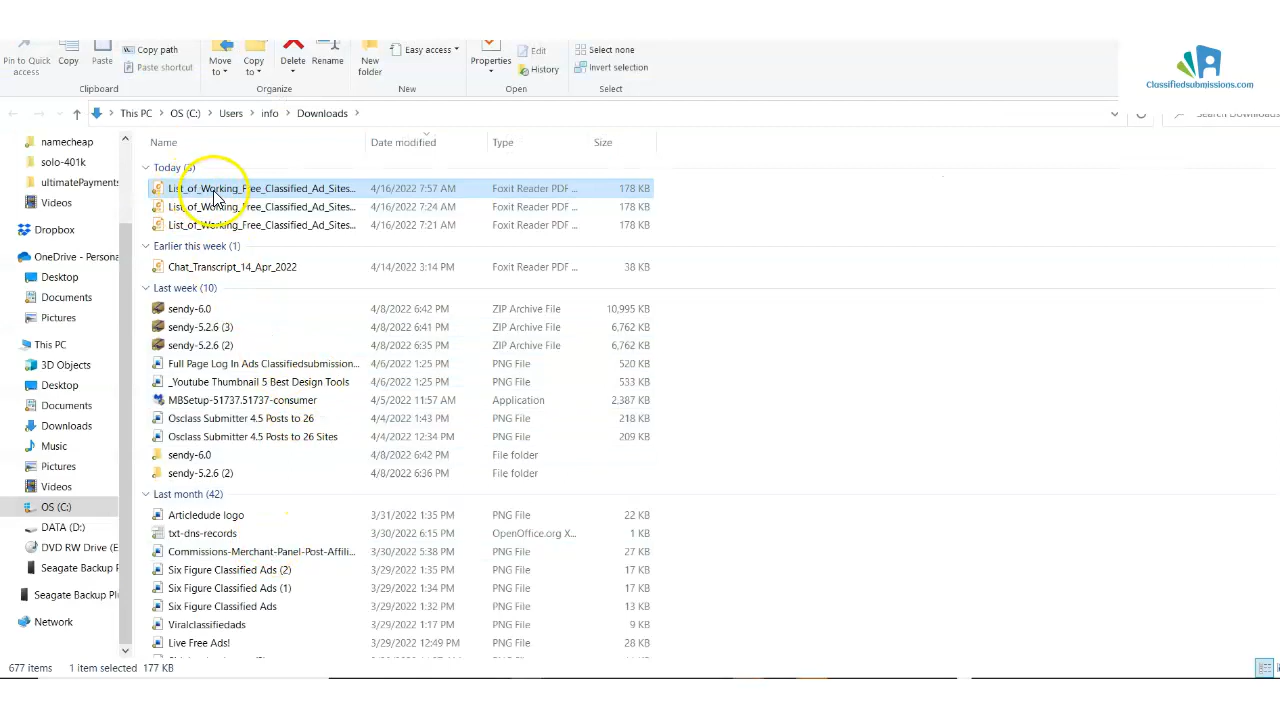 Pin to Quick access
Copy
Paste
Copy path
Paste shortcut
Clipboard
Move to
Copy to
Delete
Rename
Organize
New folder
Easy access
New
Properties
Edit
History
Open
Select none
Invert selection
Select
Classifiedsubmissions.com
This PC > OS (C:) > Users > info > Downloads >
Search Downloads
Name Date modified Type Size
namecheap
solo-401k
ultimatePayments
Videos
Dropbox
OneDrive - Persona
Desktop
Documents
Pictures
This PC
3D Objects
Desktop
Documents
Downloads
Music
Pictures
Videos
OS (C:)
DATA (D:)
DVD RW Drive (E
Seagate Backup P
Seagate Backup Plu
Network
Today (3)
List_of_Working_Free_Classified_Ad_Sites... 4/16/2022 7:57 AM Foxit Reader PDF ... 178 KB
List_of_Working_Free_Classified_Ad_Sites... 4/16/2022 7:24 AM Foxit Reader PDF ... 178 KB
List_of_Working_Free_Classified_Ad_Sites... 4/16/2022 7:21 AM Foxit Reader PDF ... 178 KB
Earlier this week (1)
Chat_Transcript_14_Apr_2022 4/14/2022 3:14 PM Foxit Reader PDF ... 38 KB
Last week (10)
sendy-6.0 4/8/2022 6:42 PM ZIP Archive File 10,995 KB
sendy-5.2.6 (3) 4/8/2022 6:41 PM ZIP Archive File 6,762 KB
sendy-5.2.6 (2) 4/8/2022 6:35 PM ZIP Archive File 6,762 KB
Full Page Log In Ads Classifiedsubmission... 4/6/2022 1:25 PM PNG File 520 KB
_Youtube Thumbnail 5 Best Design Tools 4/6/2022 1:25 PM PNG File 533 KB
MBSetup-51737.51737-consumer 4/5/2022 11:57 AM Application 2,387 KB
Osclass Submitter 4.5 Posts to 26 4/4/2022 1:43 PM PNG File 218 KB
Osclass Submitter 4.5 Posts to 26 Sites 4/4/2022 12:34 PM PNG File 209 KB
sendy-6.0 4/8/2022 6:42 PM File folder
sendy-5.2.6 (2) 4/8/2022 6:36 PM File folder
Last month (42)
Articledude logo 3/31/2022 1:35 PM PNG File 22 KB
txt-dns-records 3/30/2022 6:15 PM OpenOffice.org X... 1 KB
Commissions-Merchant-Panel-Post-Affili... 3/30/2022 5:38 PM PNG File 27 KB
Six Figure Classified Ads (2) 3/29/2022 1:35 PM PNG File 17 KB
Six Figure Classified Ads (1) 3/29/2022 1:34 PM PNG File 17 KB
Six Figure Classified Ads 3/29/2022 1:32 PM PNG File 13 KB
Viralclassifiedads 3/29/2022 1:17 PM PNG File 9 KB
Live Free Ads! 3/29/2022 12:49 PM PNG File 28 KB
677 items 1 item selected 177 KB